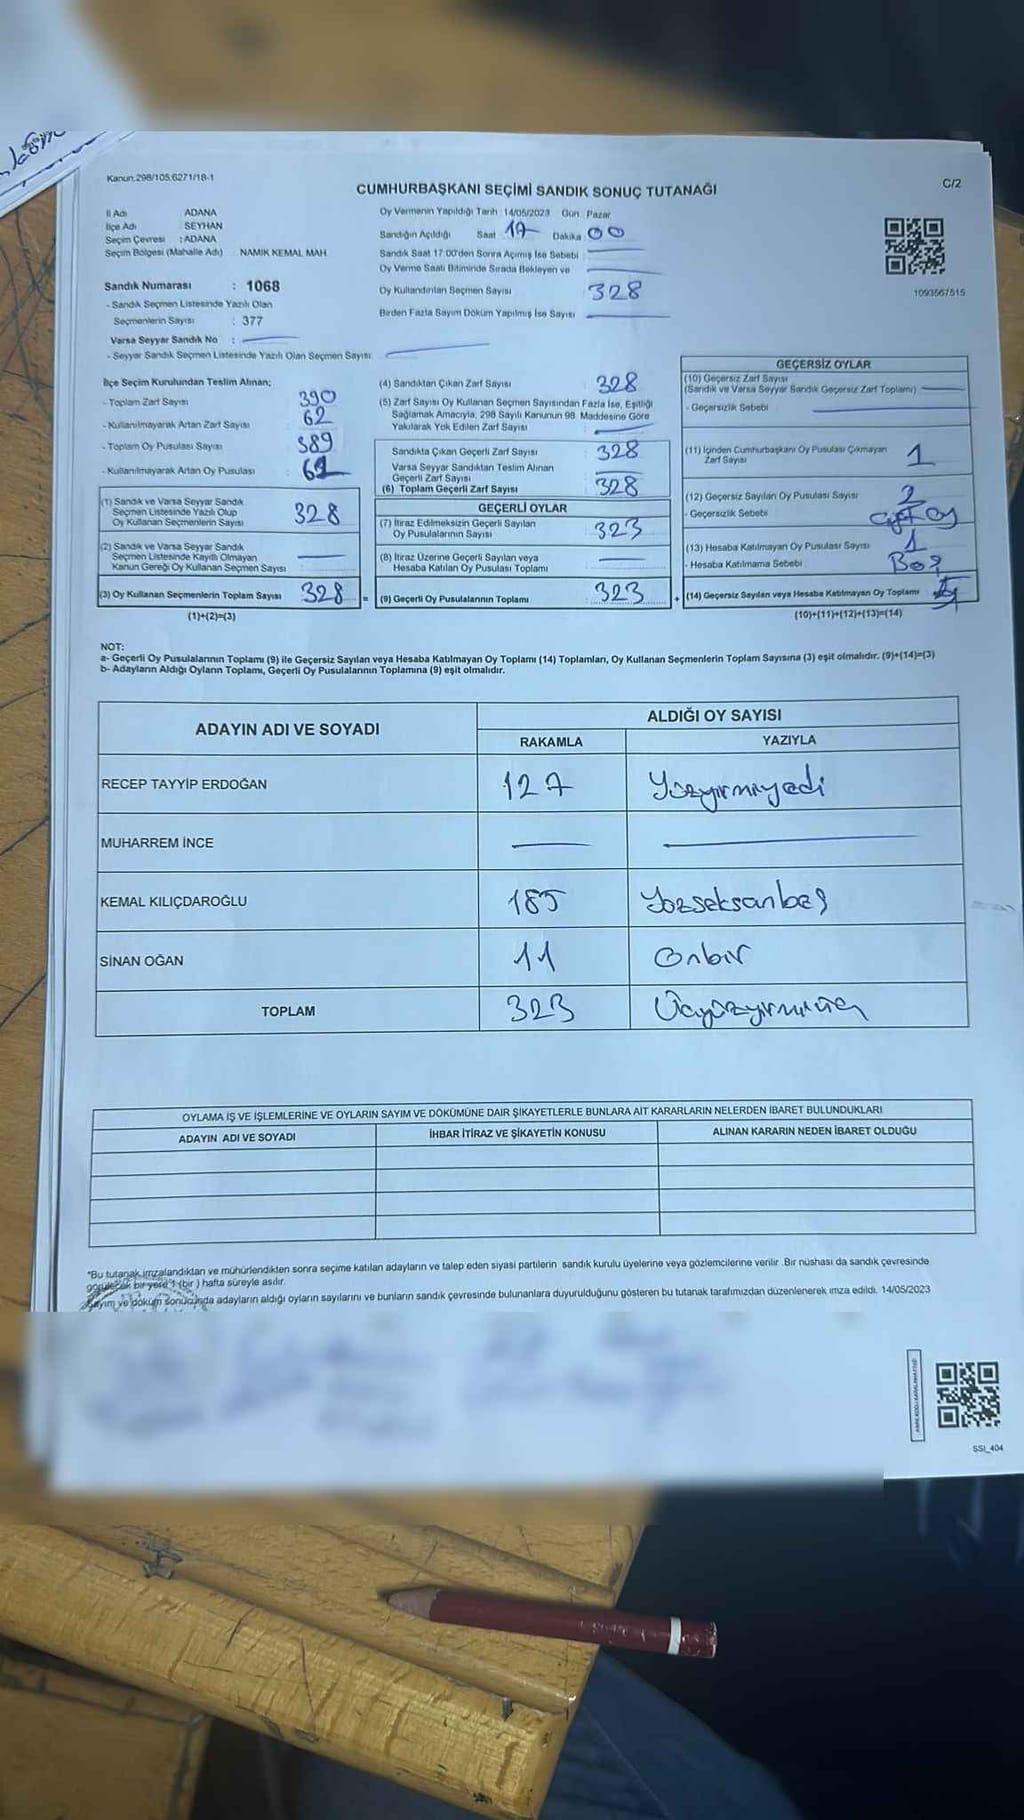 Kanun.298/105,6271/18-1
CUMHURBAŞKANI SEÇİMİ SANDIK SONUÇ TUTANAĞI
C/2
İl Adı ADANA
İlçe Adı SEYHAN
Seçim Çevresi : ADANA
Seçim Bölgesi (Mahalle Adı) NAMIK KEMAL MAH
Sandık Numarası : 1068
- Sandık Seçmen Listesinde Yazılı Olan
Seçmenlerin Sayısı : 377
Varsa Seyyar Sandık No :
- Seyyar Sandık Seçmen Listesinde Yazılı Olan Seçmen Sayısı:
Oy Vermenin Yapıldığı Tarih 14/05/2023 Gün Pazar
Sandığın Açıldığı Saat 17 Dakika 00
Sandık Saat 17:00'den Sonra Açımış İse Sebebi
Oy Verme Saati Bitiminde Sırada Bekleyen ve
Oy Kullandırılan Seçmen Sayısı 328
Birden Fazla Sayım Döküm Yapılmış İse Sayısı
1093567515
İlçe Seçim Kurulundan Teslim Alınan;
- Toplam Zarf Sayısı 390
- Kullanılmayarak Artan Zarf Sayısı 62
- Toplam Oy Pusulası Sayısı 389
- Kullanılmayarak Artan Oy Pusulası 61
(1) Sandık ve Varsa Seyyar Sandık
Seçmen Listesinde Yazılı Olup
Oy Kullanan Seçmenlerin Sayısı 328
(2) Sandık ve Varsa Seyyar Sandık
Seçmen Listesinde Kayıtlı Olmayan
Kanun Gereği Oy Kullanan Seçmen Sayısı
(3) Oy Kullanan Seçmenlerin Toplam Sayısı 328 =
(1)+(2)=(3)
(4) Sandıktan Çıkan Zarf Sayısı 328
(5) Zarf Sayısı Oy Kullanan Seçmen Sayısından Fazla İse, Eşitliği
Sağlamak Amacıyla, 298 Sayılı Kanunun 98. Maddesine Göre
Yakılarak Yok Edilen Zarf Sayısı
Sandıkta Çıkan Geçerli Zarf Sayısı 328
Varsa Seyyar Sandıktan Teslim Alınan
Geçerli Zarf Sayısı
(6) Toplam Geçerli Zarf Sayısı 328
GEÇERLİ OYLAR
(7) İtiraz Edilmeksizin Geçerli Sayılan
Oy Pusulalarının Sayısı 323
(8) İtiraz Üzerine Geçerli Sayılan veya
Hesaba Katılan Oy Pusulası Toplamı
(9) Geçerli Oy Pusulalarının Toplamı 323 +
GEÇERSİZ OYLAR
(10) Geçersiz Zarf Sayısı
(Sandık ve Varsa Seyyar Sandık Geçersiz Zarf Toplamı)
- Geçersizlik Sebebi
(11) İçinden Cumhurbaşkanı Oy Pusulası Çıkmayan
Zarf Sayısı 1
(12) Geçersiz Sayılan Oy Pusulası Sayısı 2
- Geçersizlik Sebebi Çift oy
(13) Hesaba Katılmayan Oy Pusulası Sayısı 1
- Hesaba Katılmama Sebebi Boş
(14) Geçersiz Sayılan veya Hesaba Katılmayan Oy Toplamı
(10)+(11)+(12)+(13)=(14)
NOT:
a- Geçerli Oy Pusulalarının Toplamı (9) ile Geçersiz Sayılan veya Hesaba Katılmayan Oy Toplamı (14) Toplamları, Oy Kullanan Seçmenlerin Toplam Sayısına (3) eşit olmalıdır. (9)+(14)=(3)
b- Adayların Aldığı Oyların Toplamı, Geçerli Oy Pusulalarının Toplamına (9) eşit olmalıdır.
ADAYIN ADI VE SOYADI ALDIĞI OY SAYISI
RAKAMLA YAZIYLA
RECEP TAYYİP ERDOĞAN 127 Yüzyirmiyedi
MUHARREM İNCE
KEMAL KILIÇDAROĞLU 185 Yüzseksenbeş
SİNAN OĞAN 11 Onbir
TOPLAM 323 Üçyüzyirmiüç
OYLAMA İŞ VE İŞLEMLERİNE VE OYLARIN SAYIM VE DÖKÜMÜNE DAİR ŞİKAYETLERLE BUNLARA AİT KARARLARIN NELERDEN İBARET BULUNDUKLARI
ADAYIN ADI VE SOYADI İHBAR İTİRAZ VE ŞİKAYETİN KONUSU ALINAN KARARIN NEDEN İBARET OLDUĞU
*Bu tutanak imzalandıktan ve mühürlendikten sonra seçime katılan adayların ve talep eden siyasi partilerin sandık kurulu üyelerine veya gözlemcilerine verilir. Bir nüshası da sandık çevresinde
görülecek bir yere 1 (bir) hafta süreyle asılır.
Sayım ve döküm sonucunda adayların aldığı oyların sayılarını ve bunların sandık çevresinde bulunanlara duyurulduğunu gösteren bu tutanak tarafımızdan düzenlenerek imza edildi. 14/05/2023
SSI_404